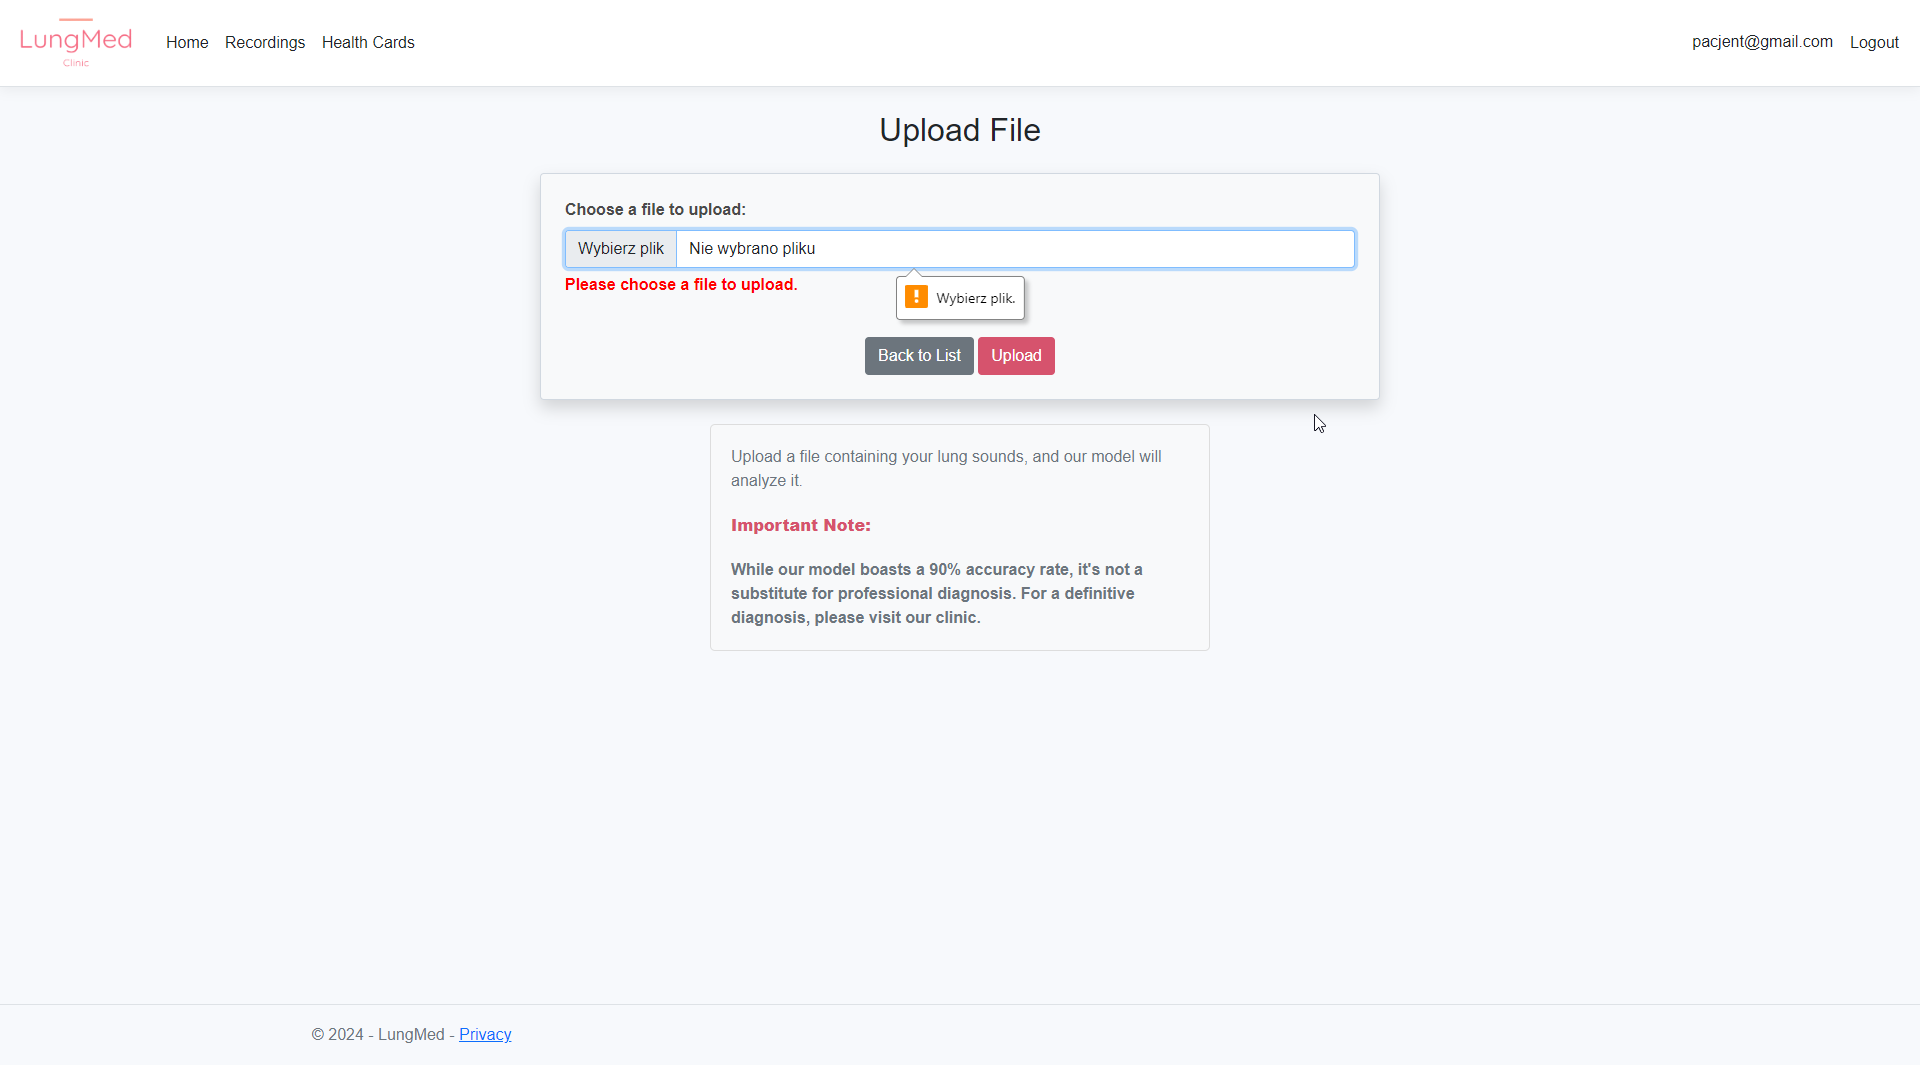 LungMed
Clinic
Home Recordings Health Cards
pacjent@gmail.com Logout
Upload File
Choose a file to upload:
Wybierz plik Nie wybrano pliku
Please choose a file to upload.
Wybierz plik.
Back to List Upload
Upload a file containing your lung sounds, and our model will
analyze it.
Important Note:
While our model boasts a 90% accuracy rate, it's not a
substitute for professional diagnosis. For a definitive
diagnosis, please visit our clinic.
© 2024 - LungMed - Privacy